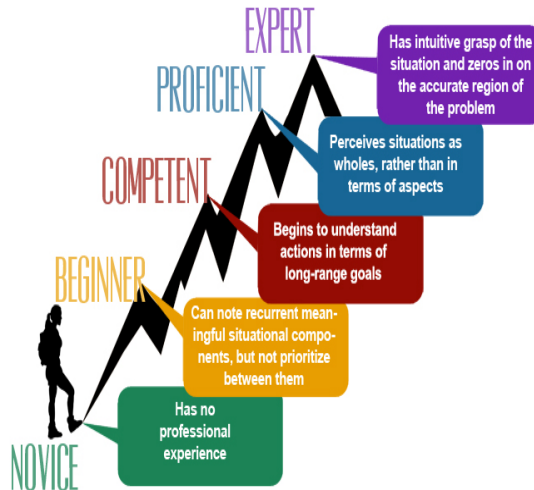 EXPERT
Has intuitive grasp of the
situation and zeros in on
the accurate region of
the problem
PROFICIENT
Perceives situations as
wholes, rather than in
terms of aspects
COMPETENT
Begins to understand
actions in terms of
long-range goals
BEGINNER
Can note recurrent mean-
ingful situational compo-
nents, but not prioritize
between them
Has no
professional
experience
NOVICE